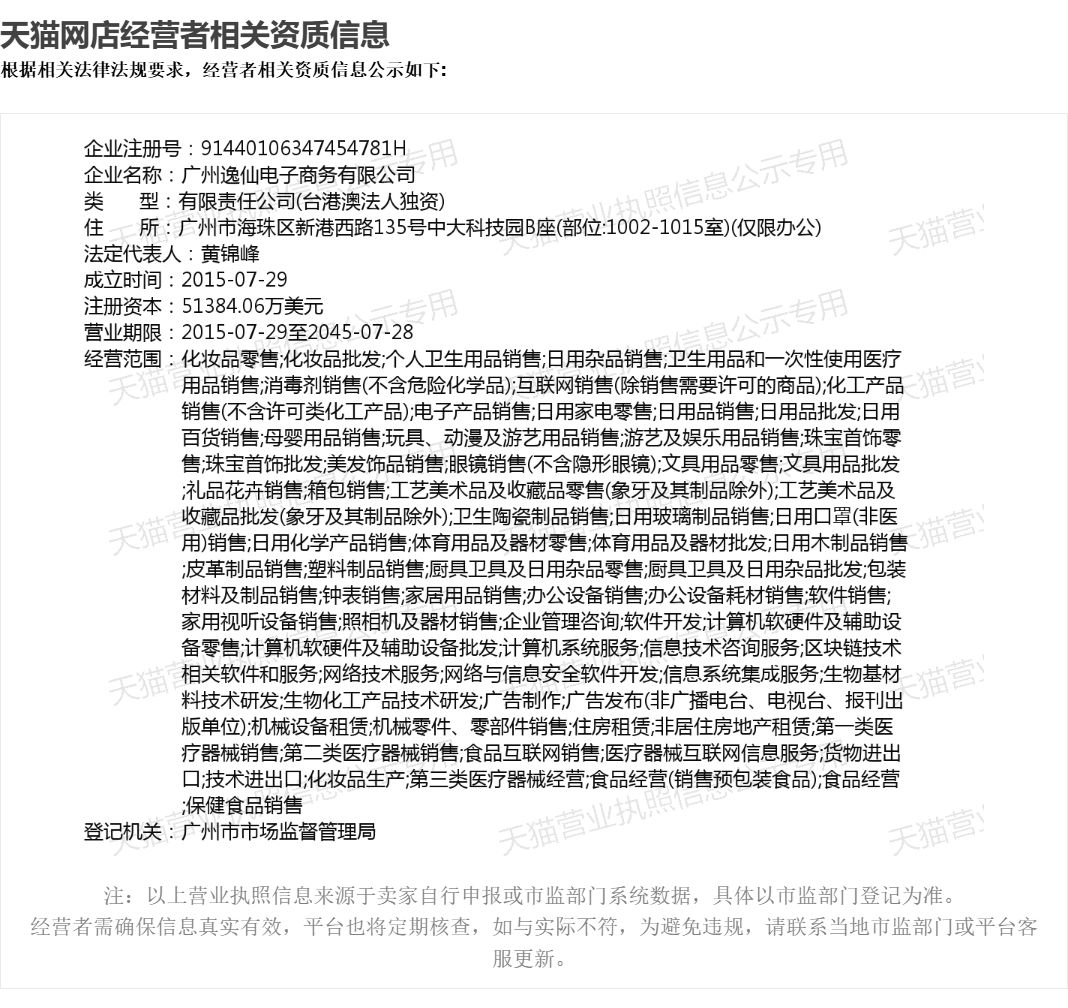 天猫网店经营者相关资质信息
根据相关法律法规要求，经营者相关资质信息公示如下:
企业注册号：91440106347454781H
企业名称：广州逸仙电子商务有限公司
类 型：有限责任公司(台港澳法人独资)
住 所：广州市海珠区新港西路135号中大科技园B座(部位:1002-1015室)(仅限办公)
法定代表人：黄锦峰
成立时间：2015-07-29
注册资本：51384.06万美元
营业期限：2015-07-29至2045-07-28
经营范围：化妆品零售;化妆品批发;个人卫生用品销售;日用杂品销售;卫生用品和一次性使用医疗
用品销售;消毒剂销售(不含危险化学品);互联网销售(除销售需要许可的商品);化工产品
销售(不含许可类化工产品);电子产品销售;日用家电零售;日用品销售;日用品批发;日用
百货销售;母婴用品销售;玩具、动漫及游艺用品销售;游艺及娱乐用品销售;珠宝首饰零
售;珠宝首饰批发;美发饰品销售;眼镜销售(不含隐形眼镜);文具用品零售;文具用品批发
;礼品花卉销售;箱包销售;工艺美术品及收藏品零售(象牙及其制品除外);工艺美术品及
收藏品批发(象牙及其制品除外);卫生陶瓷制品销售;日用玻璃制品销售;日用口罩(非医
用)销售;日用化学产品销售;体育用品及器材零售;体育用品及器材批发;日用木制品销售
;皮革制品销售;塑料制品销售;厨具卫具及日用杂品零售;厨具卫具及日用杂品批发;包装
材料及制品销售;钟表销售;家居用品销售;办公设备销售;办公设备耗材销售;软件销售;
家用视听设备销售;照相机及器材销售;企业管理咨询;软件开发;计算机软硬件及辅助设
备零售;计算机软硬件及辅助设备批发;计算机系统服务;信息技术咨询服务;区块链技术
相关软件和服务;网络技术服务;网络与信息安全软件开发;信息系统集成服务;生物基材
料技术研发;生物化工产品技术研发;广告制作;广告发布(非广播电台、电视台、报刊出
版单位);机械设备租赁;机械零件、零部件销售;住房租赁;非居住房地产租赁;第一类医
疗器械销售;第二类医疗器械销售;食品互联网销售;医疗器械互联网信息服务;货物进出
口;技术进出口;化妆品生产;第三类医疗器械经营;食品经营(销售预包装食品);食品经营
;保健食品销售
登记机关：广州市市场监督管理局
注：以上营业执照信息来源于卖家自行申报或市监部门系统数据，具体以市监部门登记为准。
经营者需确保信息真实有效，平台也将定期核查，如与实际不符，为避免违规，请联系当地市监部门或平台客
服更新。